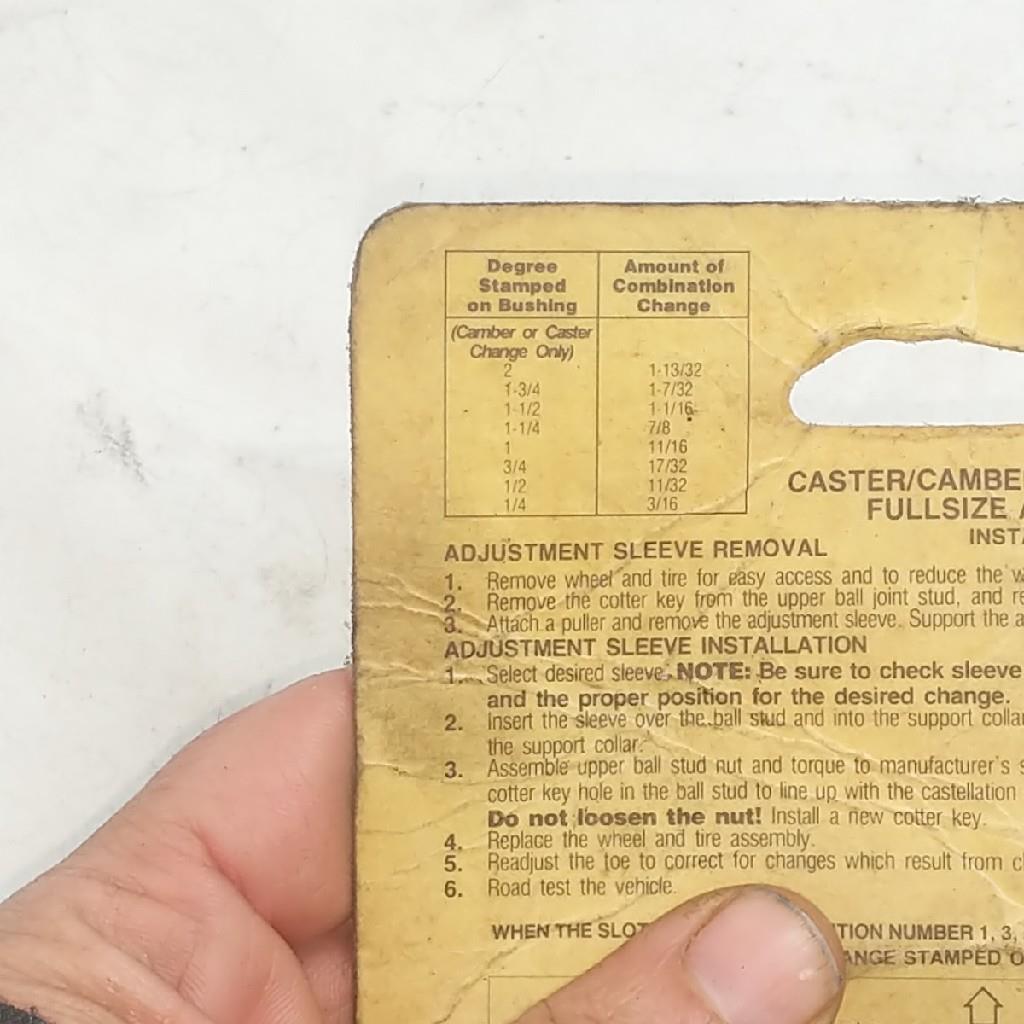 Degree Stamped on Bushing | Amount of Combination Change
(Camber or Caster Change Only)
2 1-13/32
1-3/4 1-7/32
1-1/2 1-1/16
1-1/4 7/8
1 11/16
3/4 17/32
1/2 11/32
1/4 3/16
CASTER/CAMBE
FULLSIZE
INST
ADJUSTMENT SLEEVE REMOVAL
1. Remove wheel and tire for easy access and to reduce the w
2. Remove the cotter key from the upper ball joint stud, and re
3. Attach a puller and remove the adjustment sleeve. Support the a
ADJUSTMENT SLEEVE INSTALLATION
1. Select desired sleeve. NOTE: Be sure to check sleeve
and the proper position for the desired change.
2. Insert the sleeve over the ball stud and into the support colla
the support collar.
3. Assemble upper ball stud nut and torque to manufacturer's s
cotter key hole in the ball stud to line up with the castellation
Do not loosen the nut! Install a new cotter key.
4. Replace the wheel and tire assembly.
5. Readjust the toe to correct for changes which result from c
6. Road test the vehicle.
WHEN THE SLOT TION NUMBER 1, 3,
ANGE STAMPED O